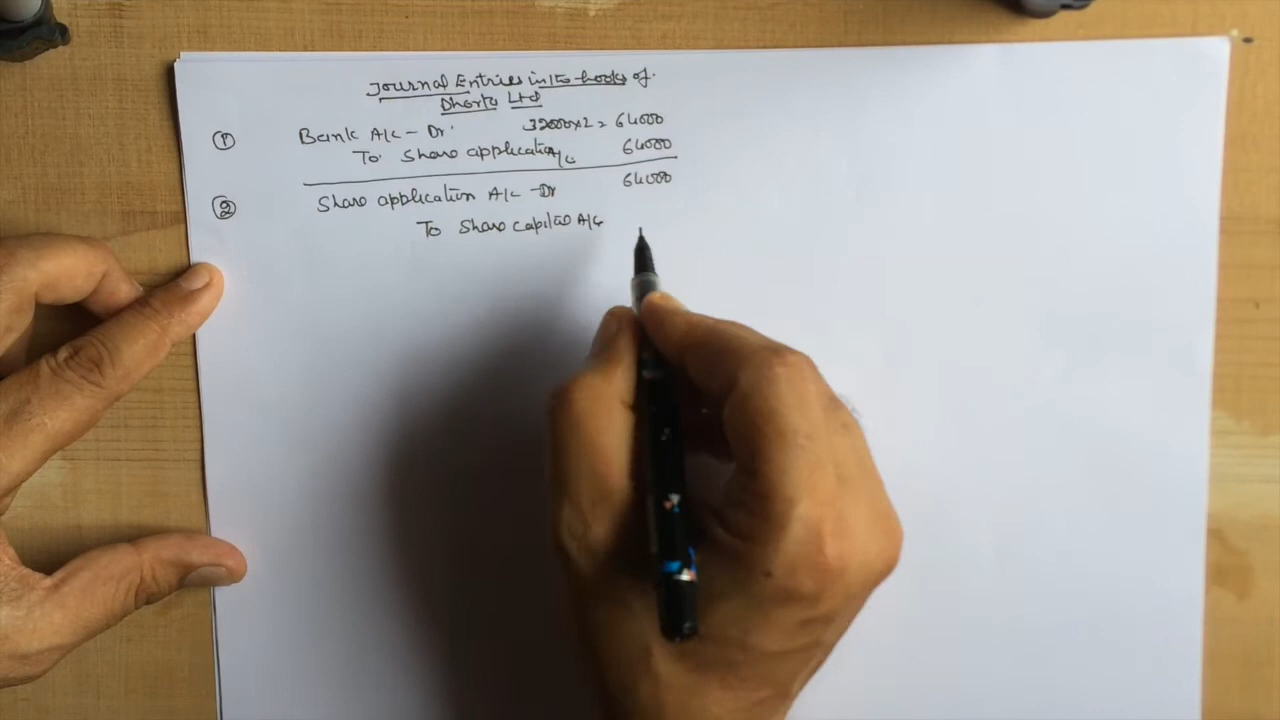 Journal Entries in the books of
Dharta Ltd
① Bank A/c - Dr 32000x2 = 64000
To Share application A/c 64000
② Share application A/c - Dr 64000
To Share capital A/c